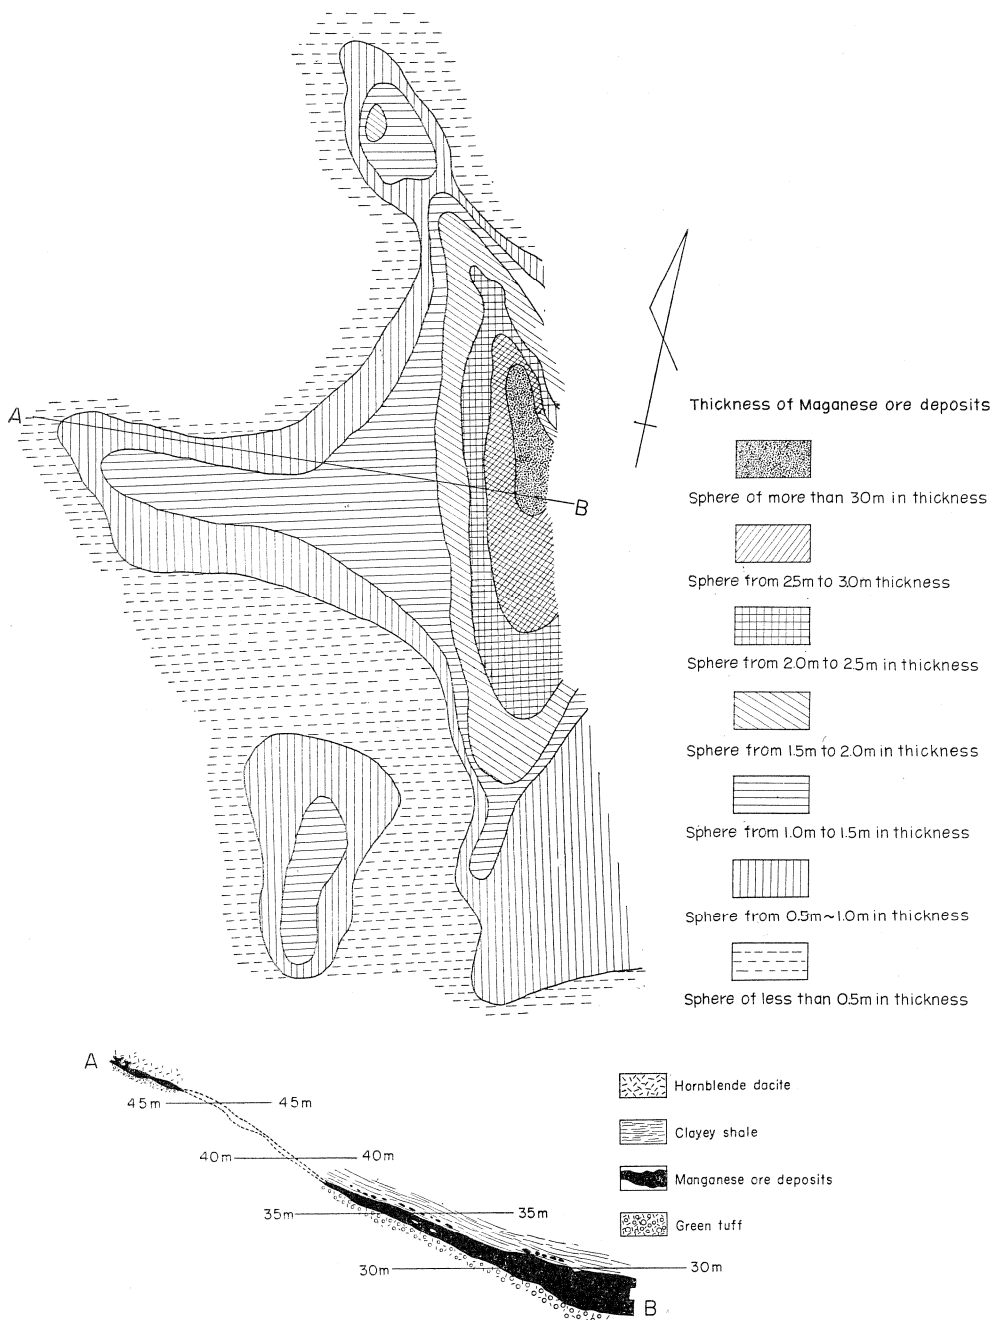 A
B
Thickness of Maganese ore deposits
Sphere of more than 30m in thickness
Sphere from 25m to 3.0m thickness
Sphere from 2.0m to 2.5m in thickness
Sphere from 1.5m to 2.0m in thickness
Sphere from 1.0m to 1.5m in thickness
Sphere from 0.5m~1.0m in thickness
Sphere of less than 0.5m in thickness
A
45m 45m
40m 40m
35m 35m
30m 30m
B
Hornblende dacite
Clayey shale
Manganese ore deposits
Green tuff